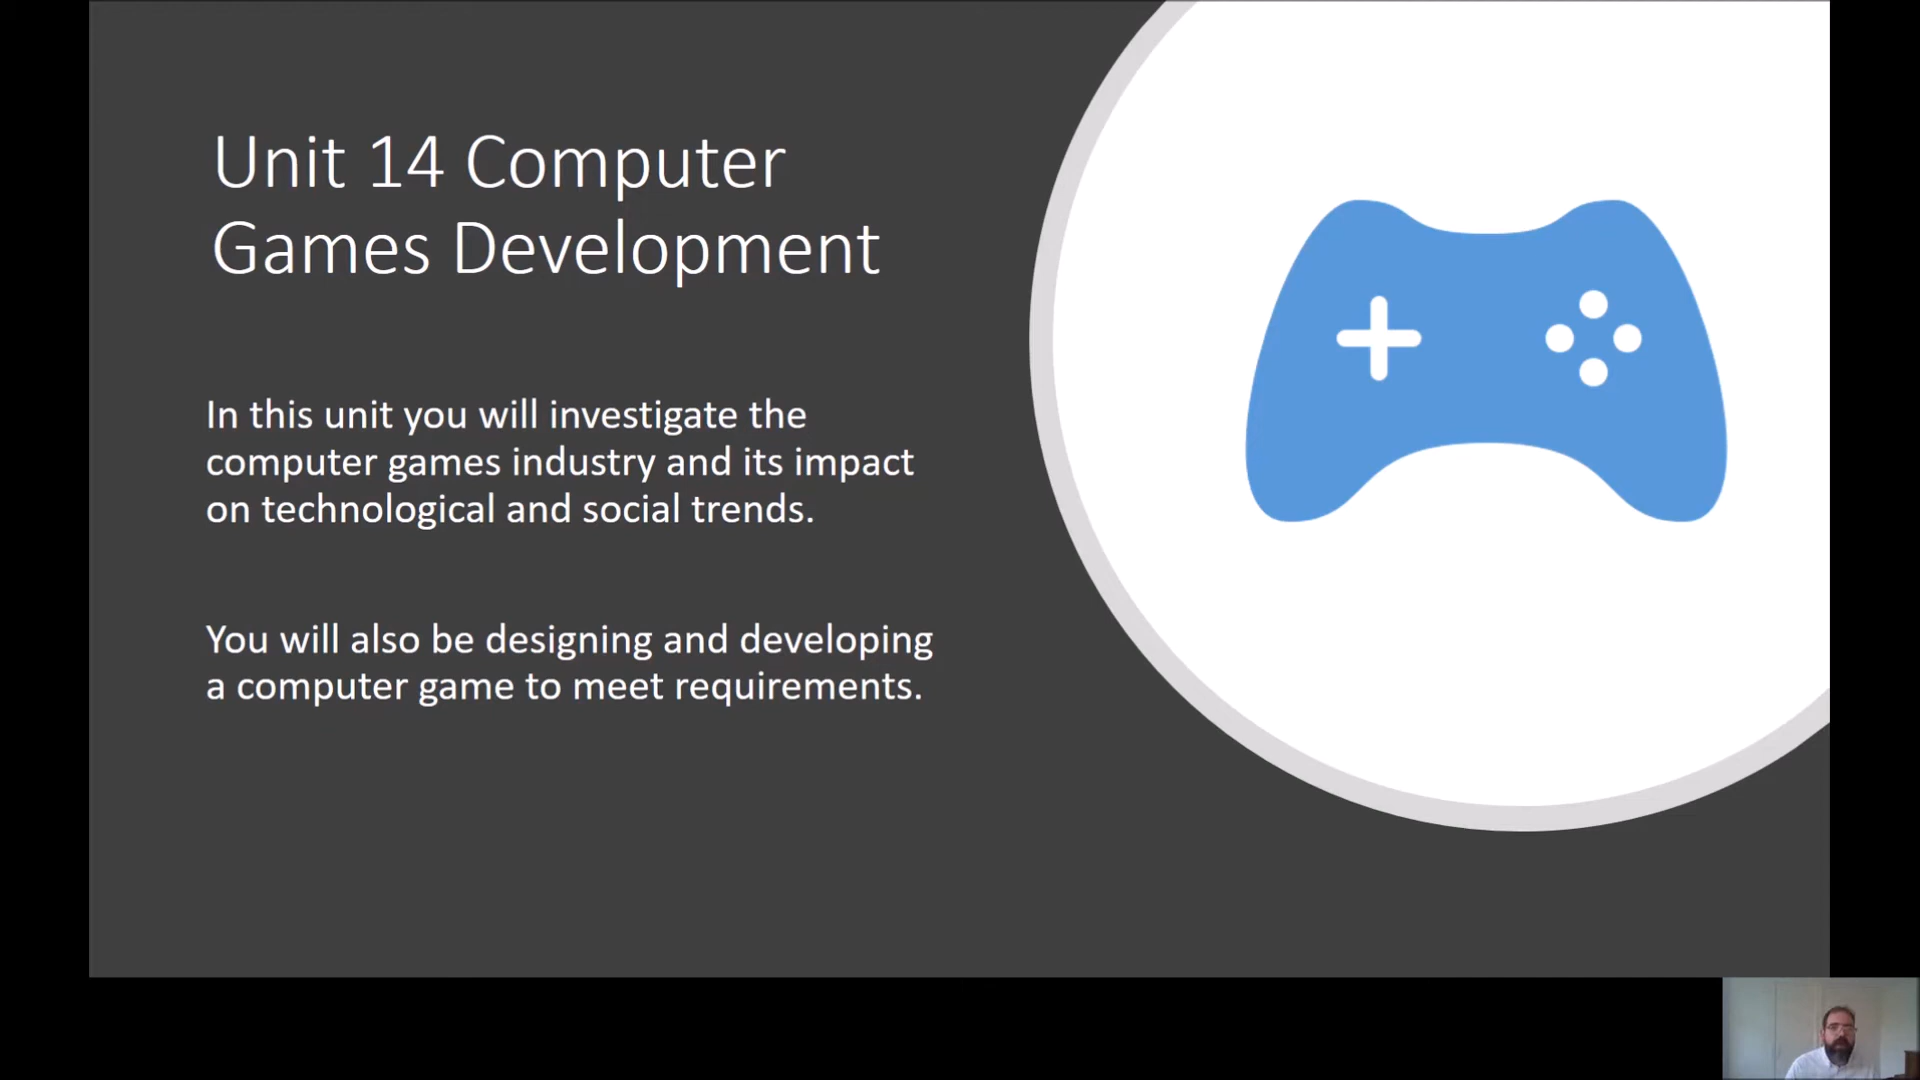 Unit 14 Computer
Games Development
In this unit you will investigate the
computer games industry and its impact
on technological and social trends.
You will also be designing and developing
a computer game to meet requirements.